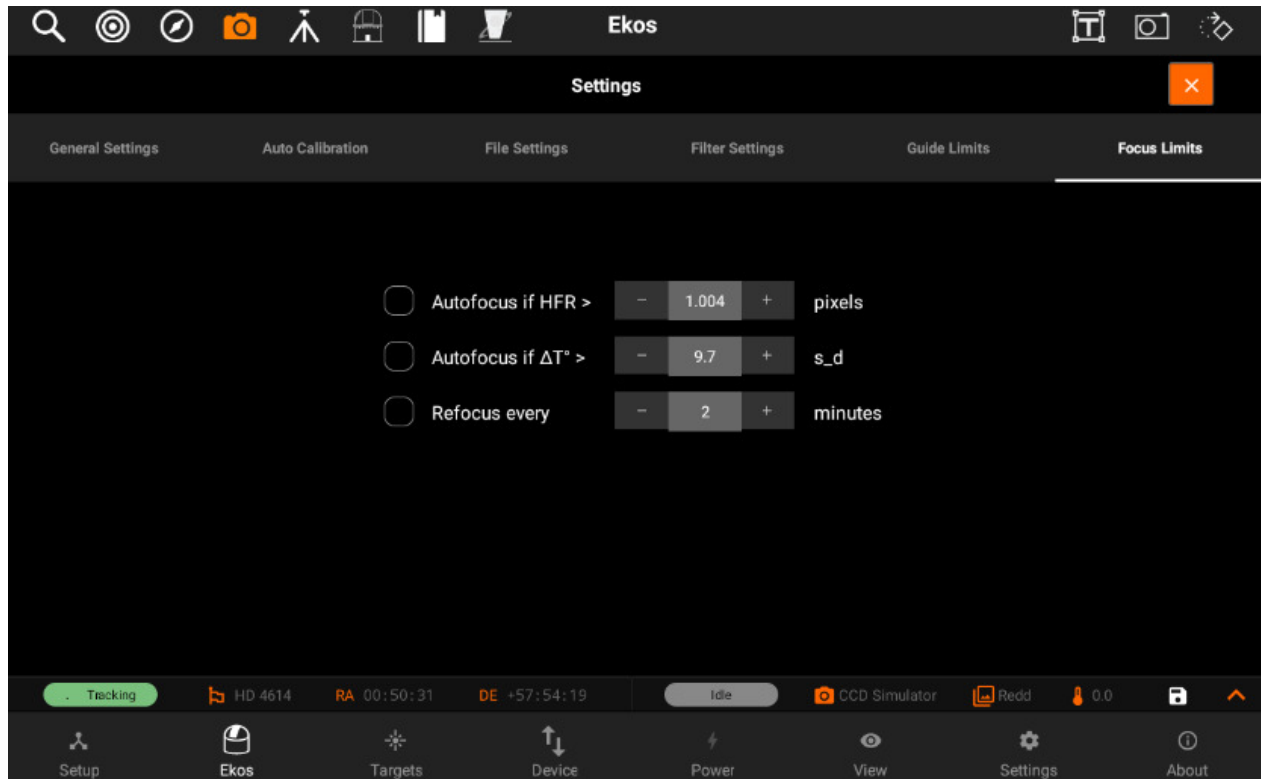 Ekos
Settings
General Settings Auto Calibration File Settings Filter Settings Guide Limits Focus Limits
Autofocus if HFR > − 1.004 + pixels
Autofocus if ΔT° > − 9.7 + s_d
Refocus every − 2 + minutes
. Tracking HD 4614 RA 00:50:31 DE +57:54:19 Idle CCD Simulator Redd 0.0
Setup Ekos Targets Device Power View Settings About